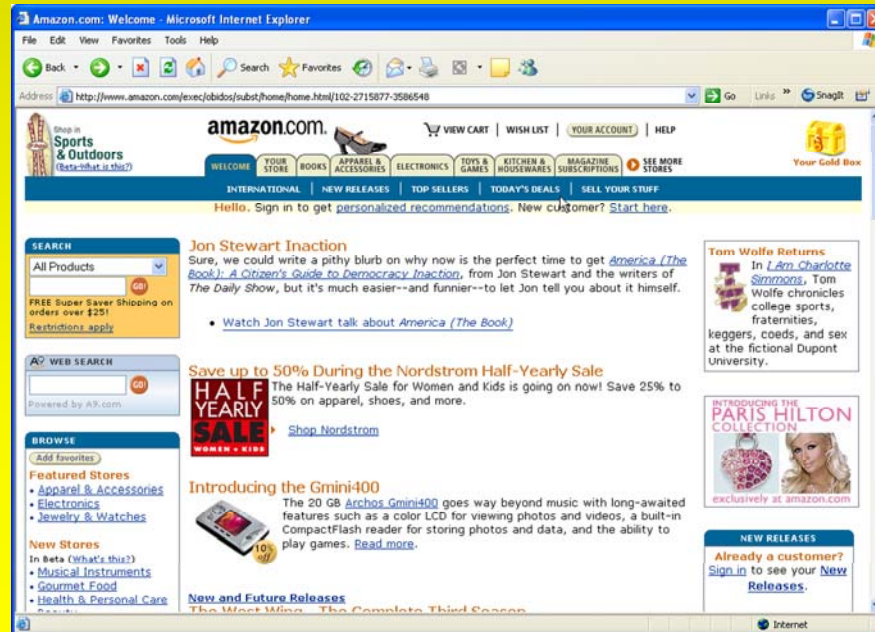 Amazon.com: Welcome - Microsoft Internet Explorer
File Edit View Favorites Tools Help
Back Search Favorites
Address http://www.amazon.com/exec/obidos/subst/home/home.html/102-2715877-3586548 Go Links » SnagIt
Shop in
Sports
& Outdoors
(Beta-What is this?)
amazon.com.
VIEW CART | WISH LIST | YOUR ACCOUNT | HELP
Your Gold Box
WELCOME
YOUR STORE
BOOKS
APPAREL & ACCESSORIES
ELECTRONICS
TOYS & GAMES
KITCHEN & HOUSEWARES
MAGAZINE SUBSCRIPTIONS
SEE MORE STORES
INTERNATIONAL | NEW RELEASES | TOP SELLERS | TODAY'S DEALS | SELL YOUR STUFF
Hello. Sign in to get personalized recommendations. New customer? Start here.
SEARCH
All Products
GO!
FREE Super Saver Shipping on
orders over $25!
Restrictions apply
A9 WEB SEARCH
GO!
Powered by A9.com
BROWSE
Add favorites
Featured Stores
• Apparel & Accessories
• Electronics
• Jewelry & Watches
New Stores
In Beta (What's this?)
• Musical Instruments
• Gourmet Food
• Health & Personal Care
Jon Stewart Inaction
Sure, we could write a pithy blurb on why now is the perfect time to get America (The
Book): A Citizen's Guide to Democracy Inaction, from Jon Stewart and the writers of
The Daily Show, but it's much easier--and funnier--to let Jon tell you about it himself.
• Watch Jon Stewart talk about America (The Book)
Save up to 50% During the Nordstrom Half-Yearly Sale
HALF
YEARLY
SALE
WOMEN • KIDS
The Half-Yearly Sale for Women and Kids is going on now! Save 25% to
50% on apparel, shoes, and more.
Shop Nordstrom
Introducing the Gmini400
10%
off
The 20 GB Archos Gmini400 goes way beyond music with long-awaited
features such as a color LCD for viewing photos and videos, a built-in
CompactFlash reader for storing photos and data, and the ability to
play games. Read more.
New and Future Releases
The West Wing - The Complete Third Season
Tom Wolfe Returns
In I Am Charlotte
Simmons, Tom
Wolfe chronicles
college sports,
fraternities,
keggers, coeds, and sex
at the fictional Dupont
University.
INTRODUCING THE
PARIS HILTON
COLLECTION
exclusively at amazon.com
NEW RELEASES
Already a customer?
Sign in to see your New
Releases.
Internet